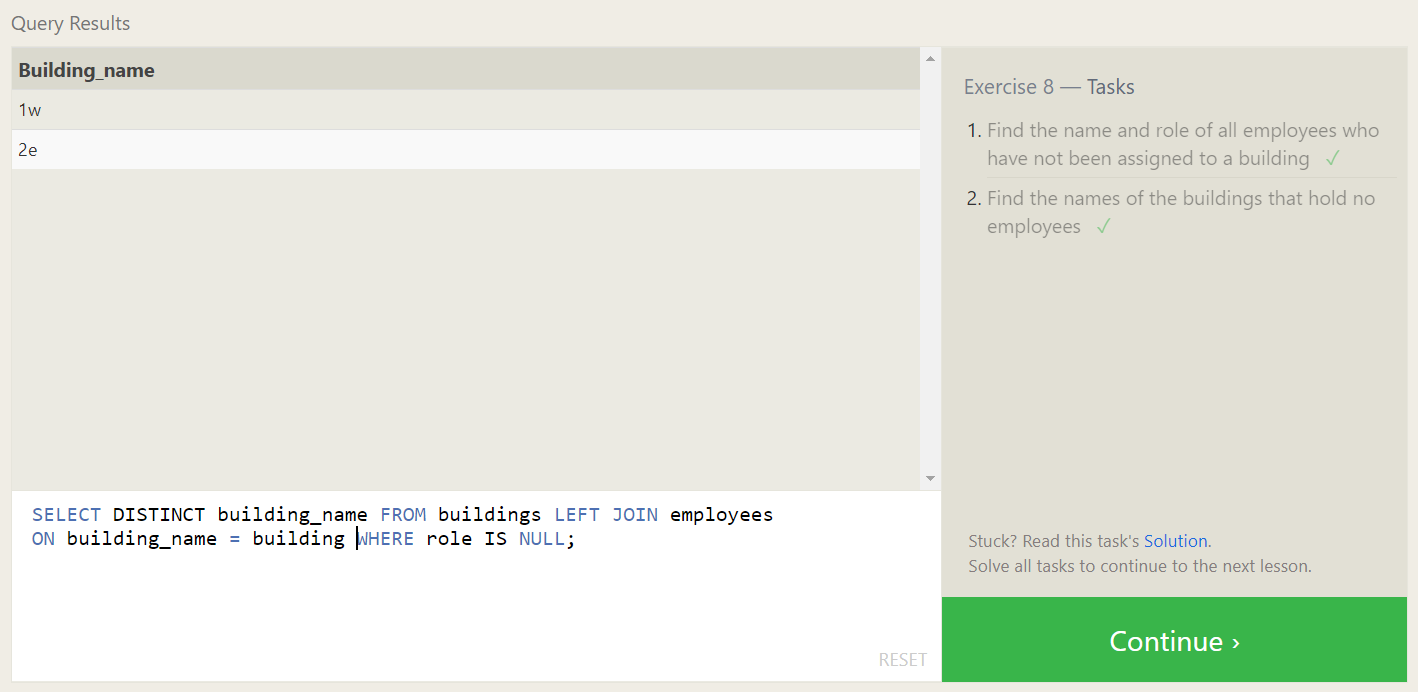 Query Results
Building_name
1w
2e
SELECT DISTINCT building_name FROM buildings LEFT JOIN employees
ON building_name = building WHERE role IS NULL;
RESET
Exercise 8 — Tasks
1. Find the name and role of all employees who
have not been assigned to a building ✓
2. Find the names of the buildings that hold no
employees ✓
Stuck? Read this task's Solution.
Solve all tasks to continue to the next lesson.
Continue ›